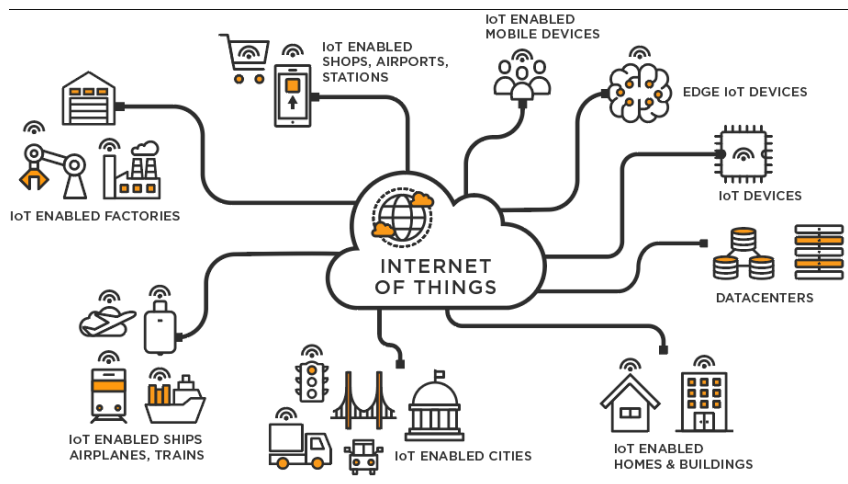 IoT ENABLED
SHOPS, AIRPORTS,
STATIONS
IoT ENABLED
MOBILE DEVICES
EDGE IoT DEVICES
IoT DEVICES
IoT ENABLED FACTORIES
INTERNET
OF THINGS
DATACENTERS
IoT ENABLED SHIPS
AIRPLANES, TRAINS
IoT ENABLED CITIES
IoT ENABLED
HOMES & BUILDINGS